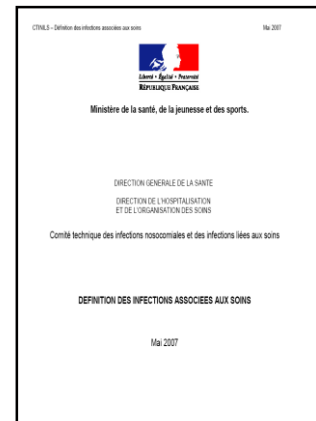 CTINILS – Définition des infections associées aux soins Mai 2007
Liberté • Égalité • Fraternité
RÉPUBLIQUE FRANÇAISE
Ministère de la santé, de la jeunesse et des sports.
DIRECTION GENERALE DE LA SANTE
DIRECTION DE L'HOSPITALISATION
ET DE L'ORGANISATION DES SOINS
Comité technique des infections nosocomiales et des infections liées aux soins
DEFINITION DES INFECTIONS ASSOCIEES AUX SOINS
Mai 2007